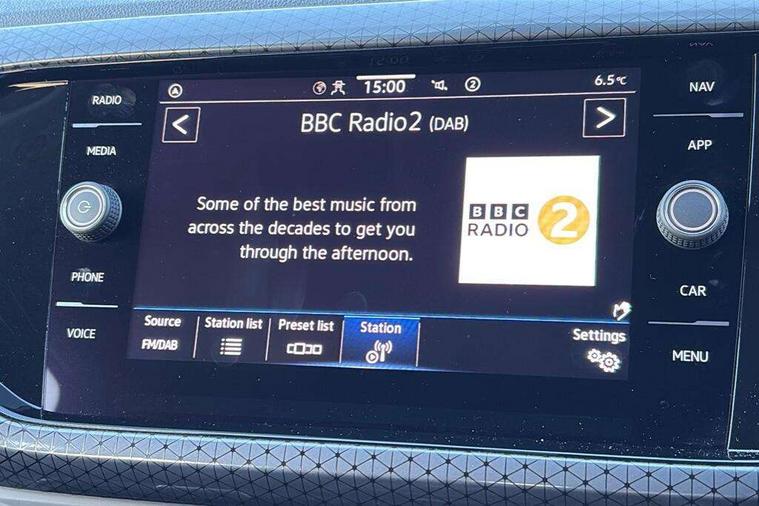 RADIO
MEDIA
PHONE
VOICE
15:00
2
6.5°C
<
BBC Radio2 (DAB)
>
Some of the best music from
across the decades to get you
through the afternoon.
BBC
RADIO 2
Source
FM/DAB
Station list
Preset list
Station
Settings
NAV
APP
CAR
MENU